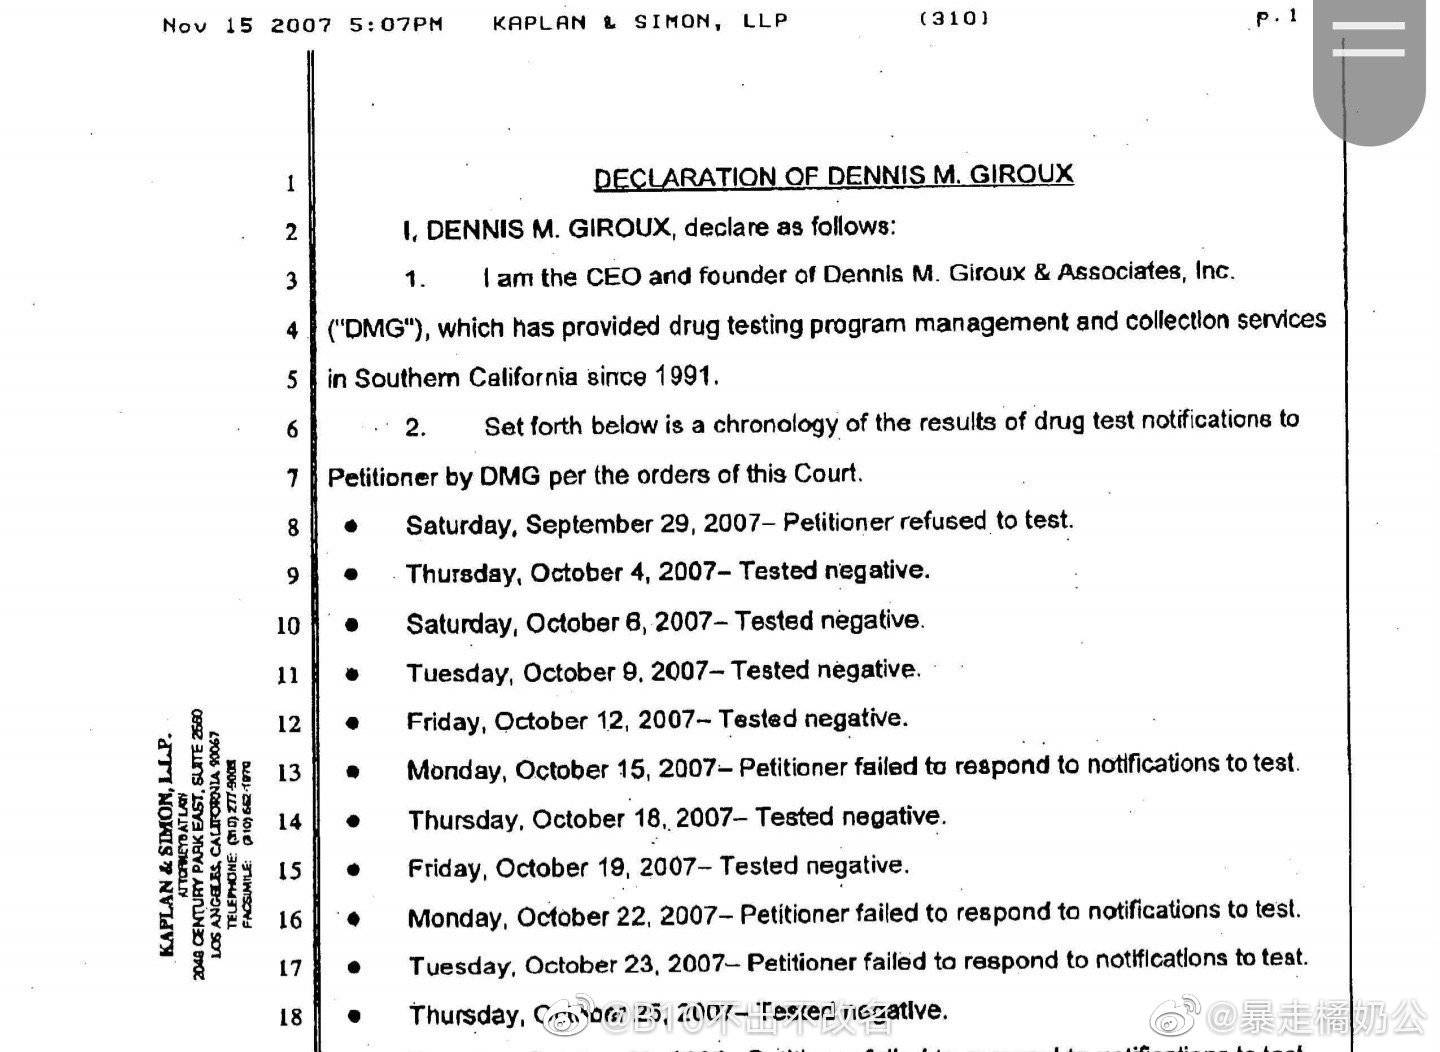 Nov 15 2007 5:07PM KAPLAN & SIMON, LLP (310) p.1
1 DECLARATION OF DENNIS M. GIROUX
2 I, DENNIS M. GIROUX, declare as follows:
3 1. I am the CEO and founder of Dennis M. Giroux & Associates, Inc.
4 ("DMG"), which has provided drug testing program management and collection services
5 in Southern California since 1991.
6 2. Set forth below is a chronology of the results of drug test notifications to
7 Petitioner by DMG per the orders of this Court.
8 • Saturday, September 29, 2007– Petitioner refused to test.
9 • Thursday, October 4, 2007– Tested negative.
10 • Saturday, October 6, 2007– Tested negative.
11 • Tuesday, October 9, 2007– Tested negative.
12 • Friday, October 12, 2007– Tested negative.
13 • Monday, October 15, 2007– Petitioner failed to respond to notifications to test.
14 • Thursday, October 18, 2007– Tested negative.
15 • Friday, October 19, 2007– Tested negative.
16 • Monday, October 22, 2007– Petitioner failed to respond to notifications to test.
17 • Tuesday, October 23, 2007– Petitioner failed to respond to notifications to test.
18 • Thursday, October 25, 2007– Tested negative.
KAPLAN & SIMON, L.L.P.
ATTORNEYS AT LAW
2049 CENTURY PARK EAST, SUITE 2660
LOS ANGELES, CALIFORNIA 90067
TELEPHONE: (310) 277-9009
FACSIMILE: (310)
@B10不出不改名
@暴走橘奶公